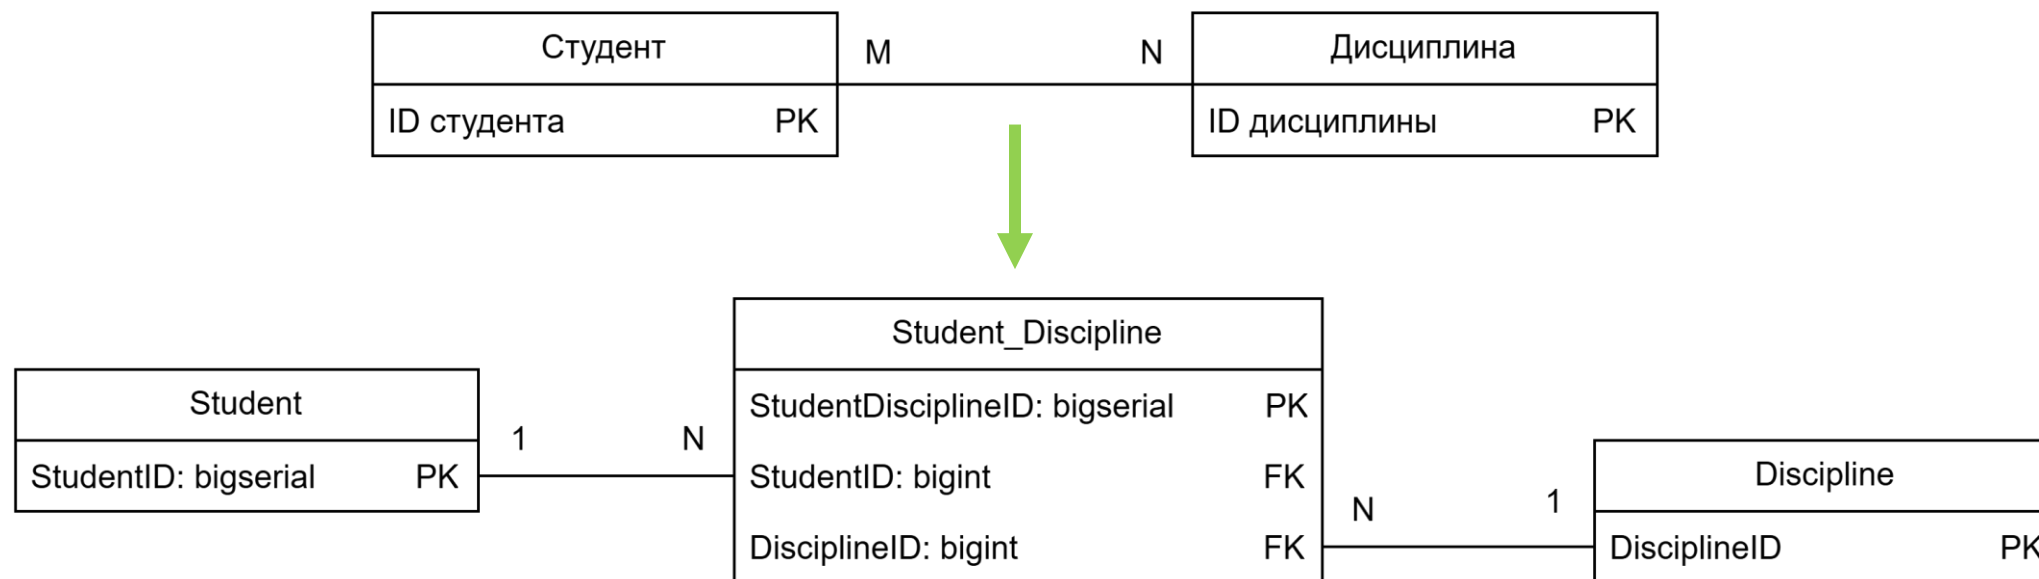 Студент
M
N
Дисциплина
ID студента PK
ID дисциплины PK
Student_Discipline
Student
StudentDisciplineID: bigserial PK
1
N
StudentID: bigserial PK
StudentID: bigint FK
Discipline
N
1
DisciplineID: bigint FK
DisciplineID PK